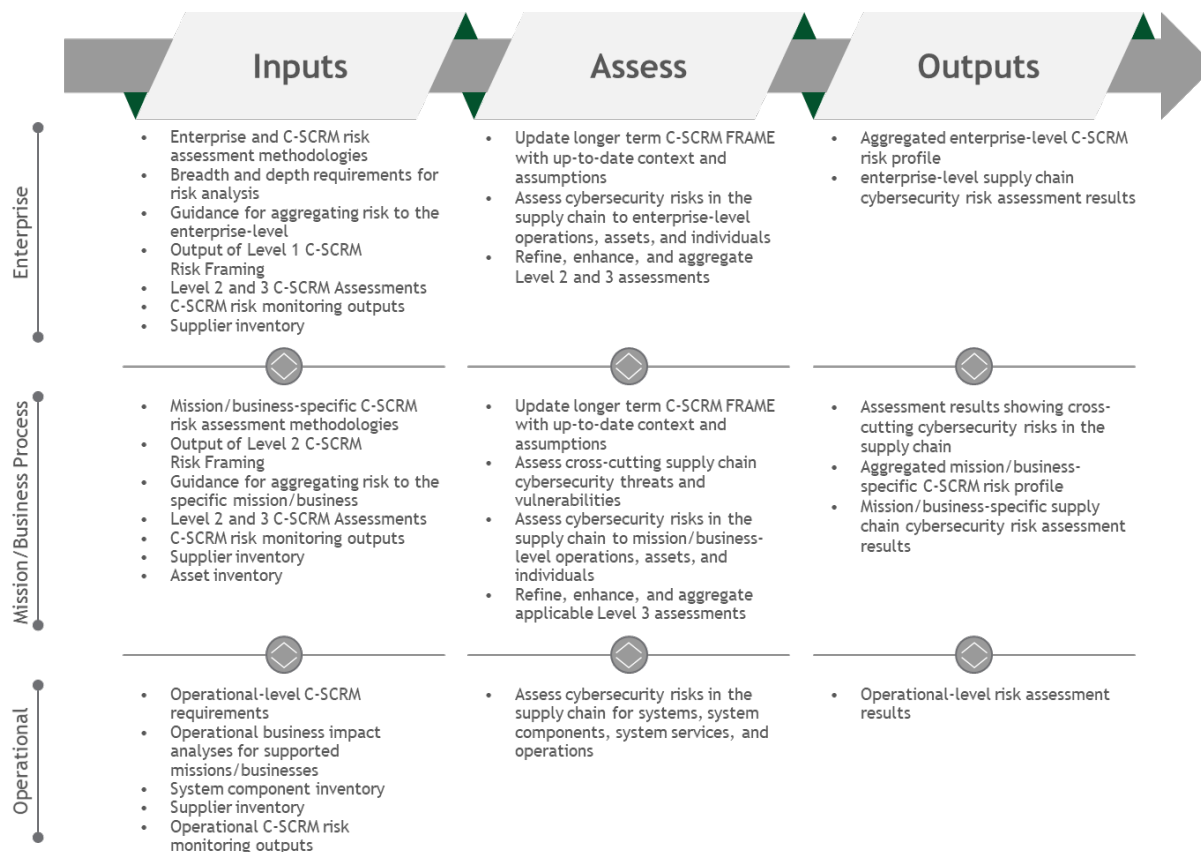 Inputs
Assess
Outputs
Enterprise
• Enterprise and C-SCRM risk
assessment methodologies
• Breadth and depth requirements for
risk analysis
• Guidance for aggregating risk to the
enterprise-level
• Output of Level 1 C-SCRM
Risk Framing
• Level 2 and 3 C-SCRM Assessments
• C-SCRM risk monitoring outputs
• Supplier inventory
• Update longer term C-SCRM FRAME
with up-to-date context and
assumptions
• Assess cybersecurity risks in the
supply chain to enterprise-level
operations, assets, and individuals
• Refine, enhance, and aggregate
Level 2 and 3 assessments
• Aggregated enterprise-level C-SCRM
risk profile
• enterprise-level supply chain
cybersecurity risk assessment results
Mission/Business Process
• Mission/business-specific C-SCRM
risk assessment methodologies
• Output of Level 2 C-SCRM
Risk Framing
• Guidance for aggregating risk to the
specific mission/business
• Level 2 and 3 C-SCRM Assessments
• C-SCRM risk monitoring outputs
• Supplier inventory
• Asset inventory
• Update longer term C-SCRM FRAME
with up-to-date context and
assumptions
• Assess cross-cutting supply chain
cybersecurity threats and
vulnerabilities
• Assess cybersecurity risks in the
supply chain to mission/business-
level operations, assets, and
individuals
• Refine, enhance, and aggregate
applicable Level 3 assessments
• Assessment results showing cross-
cutting cybersecurity risks in the
supply chain
• Aggregated mission/business-
specific C-SCRM risk profile
• Mission/business-specific supply
chain cybersecurity risk assessment
results
Operational
• Operational-level C-SCRM
requirements
• Operational business impact
analyses for supported
missions/businesses
• System component inventory
• Supplier inventory
• Operational C-SCRM risk
monitoring outputs
• Assess cybersecurity risks in the
supply chain for systems, system
components, system services, and
operations
• Operational-level risk assessment
results